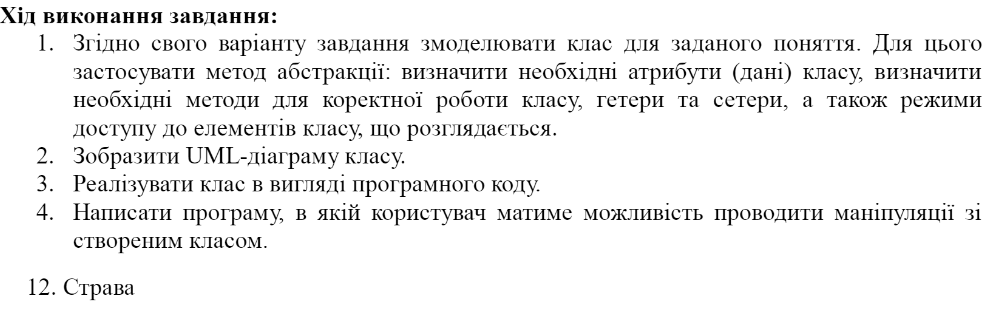 Хід виконання завдання:
1. Згідно свого варіанту завдання змоделювати клас для заданого поняття. Для цього
застосувати метод абстракції: визначити необхідні атрибути (дані) класу, визначити
необхідні методи для коректної роботи класу, гетери та сетери, а також режими
доступу до елементів класу, що розглядається.
2. Зобразити UML-діаграму класу.
3. Реалізувати клас в вигляді програмного коду.
4. Написати програму, в якій користувач матиме можливість проводити маніпуляції зі
створеним класом.
12. Страва